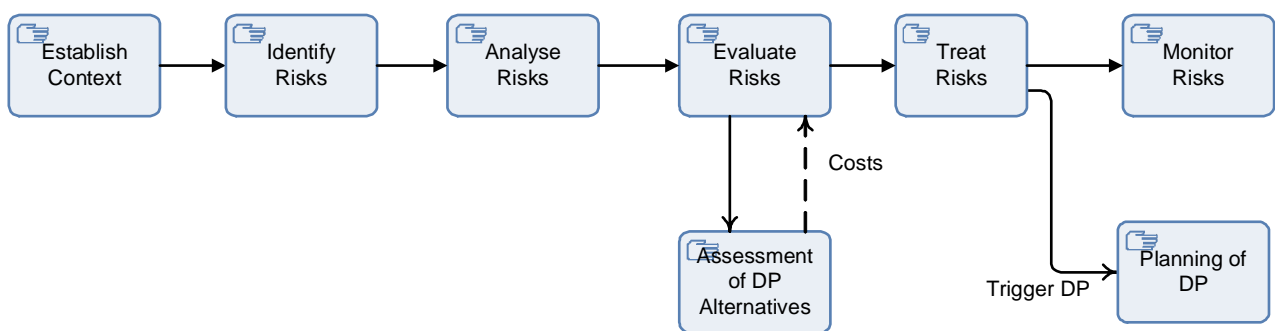 Establish
Context
Identify
Risks
Analyse
Risks
Evaluate
Risks
Treat
Risks
Monitor
Risks
Costs
Assessment
of DP
Alternatives
Trigger DP
Planning of
DP